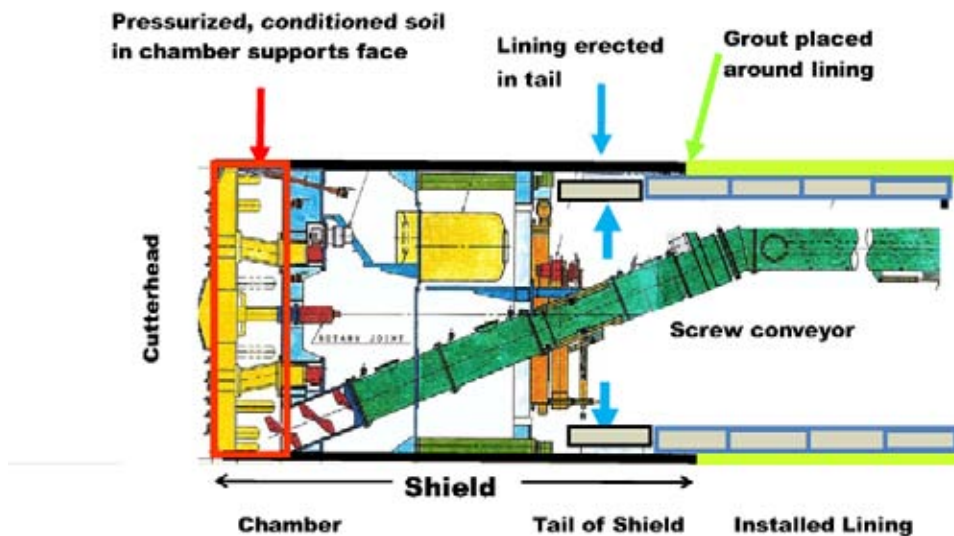 Pressurized, conditioned soil
in chamber supports face
Lining erected
in tail
Grout placed
around lining
Cutterhead
ROTARY JOINT
Screw conveyor
Shield
Chamber
Tail of Shield
Installed Lining